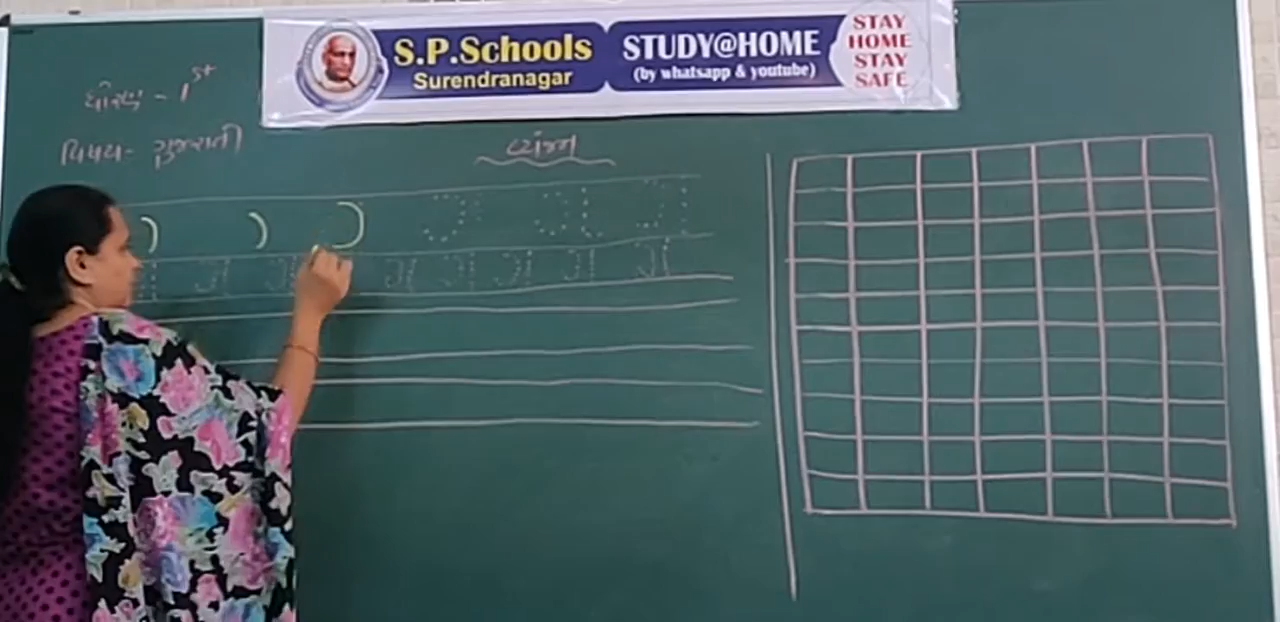 S.P.Schools
Surendranagar
STUDY@HOME
(by whatsapp & youtube)
STAY
HOME
STAY
SAFE
ધોરણ - 1st
વિષય - ગુજરાતી
વ્યંજન
ગ ગ ગ
ગ ગ ગ ગ ગ ગ ગ ગ